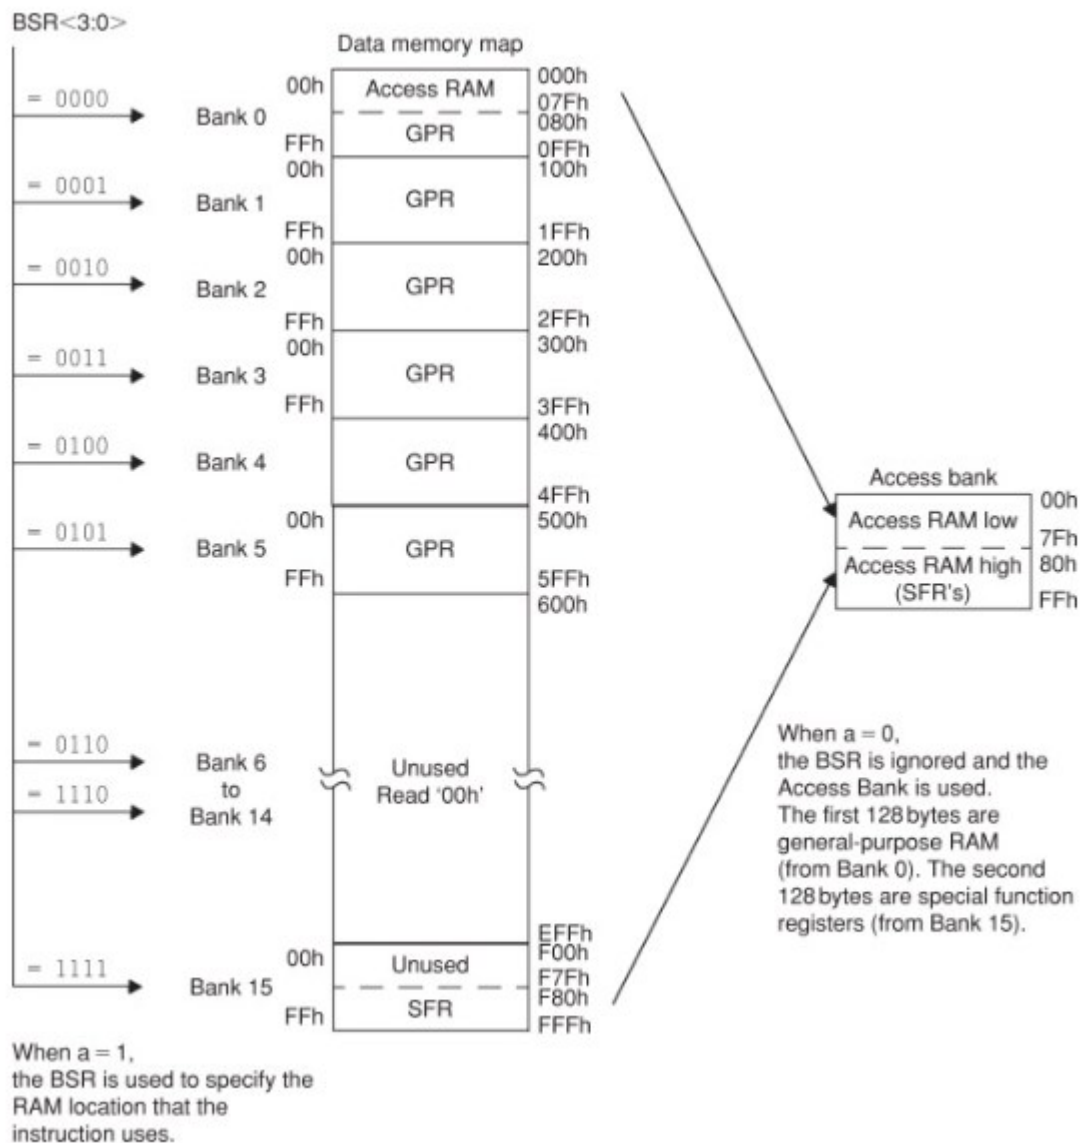 BSR<3:0>
Data memory map
= 0000
Bank 0
00h
Access RAM
000h
07Fh
FFh
GPR
080h
0FFh
= 0001
Bank 1
00h
GPR
100h
FFh
1FFh
= 0010
Bank 2
00h
GPR
200h
FFh
2FFh
= 0011
Bank 3
00h
GPR
300h
FFh
3FFh
= 0100
Bank 4
GPR
400h
4FFh
= 0101
Bank 5
00h
GPR
500h
FFh
5FFh
600h
= 0110
= 1110
Bank 6
to
Bank 14
Unused
Read '00h'
EFFh
= 1111
Bank 15
00h
Unused
F00h
F7Fh
FFh
SFR
F80h
FFFh
When a = 1,
the BSR is used to specify the
RAM location that the
instruction uses.
Access bank
Access RAM low
00h
7Fh
Access RAM high
(SFR's)
80h
FFh
When a = 0,
the BSR is ignored and the
Access Bank is used.
The first 128 bytes are
general-purpose RAM
(from Bank 0). The second
128 bytes are special function
registers (from Bank 15).